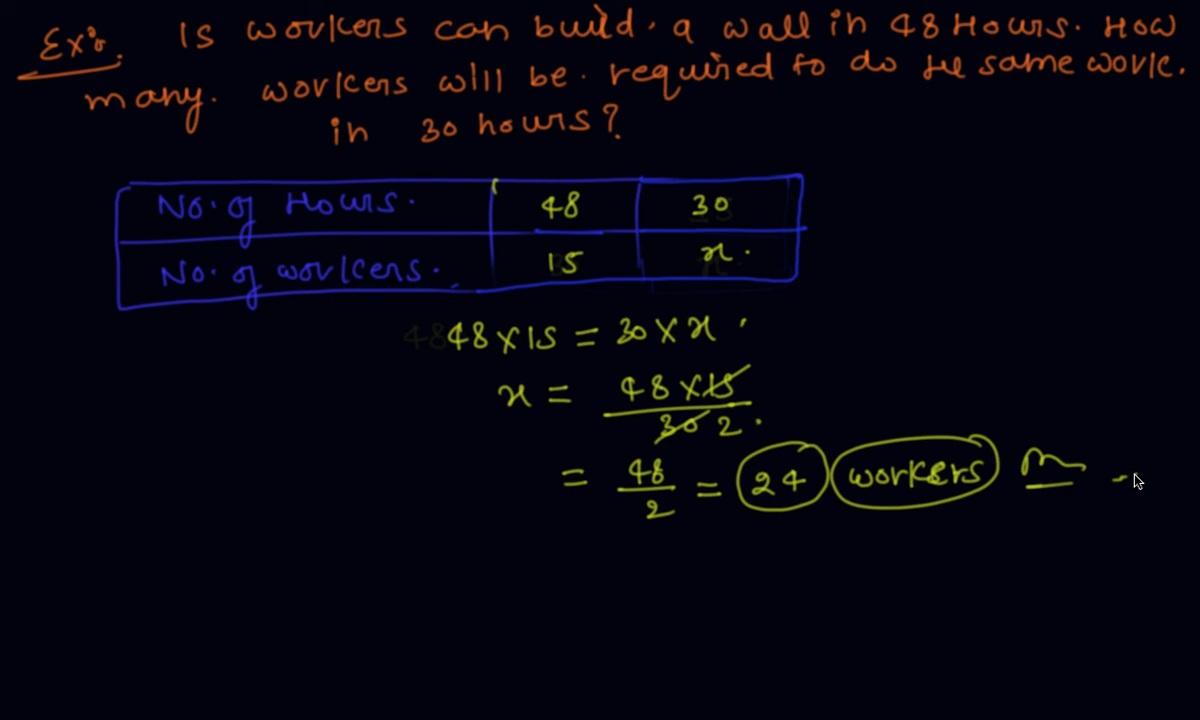 Ex:. 15 workers can build a wall in 48 Hours. How
many workers will be required to do the same work.
in 30 hours?
No. of Hours. 48 30
No. of workers. 15 x.
48 x 15 = 30 x x
x = 48 x 15 / 30 2.
= 48/2 = 24 workers